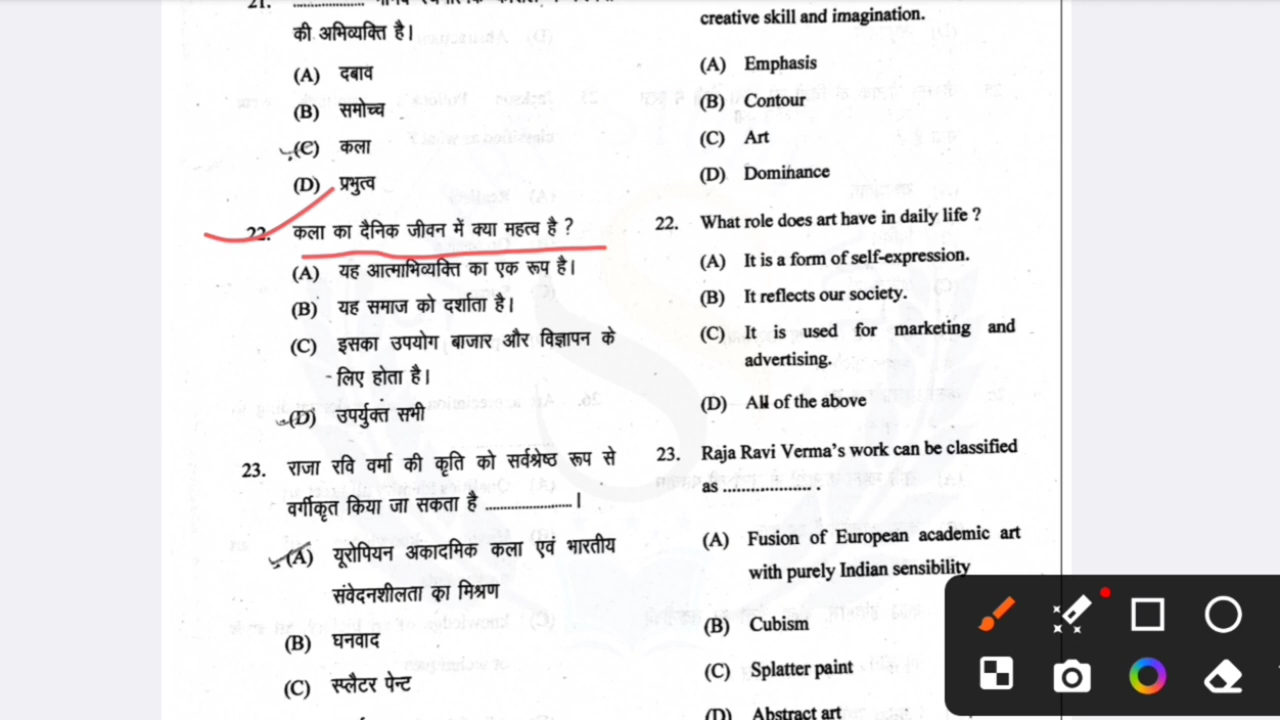 21.
की अभिव्यक्ति है।
(A) दबाव
(B) समोच्च
(C) कला
(D) प्रभुत्व
22. कला का दैनिक जीवन में क्या महत्व है ?
(A) यह आत्माभिव्यक्ति का एक रूप है।
(B) यह समाज को दर्शाता है।
(C) इसका उपयोग बाजार और विज्ञापन के
लिए होता है।
(D) उपर्युक्त सभी
23. राजा रवि वर्मा की कृति को सर्वश्रेष्ठ रूप से
वर्गीकृत किया जा सकता है ......................।
(A) यूरोपियन अकादमिक कला एवं भारतीय
संवेदनशीलता का मिश्रण
(B) घनवाद
(C) स्प्लैटर पेन्ट
creative skill and imagination.
(A) Emphasis
(B) Contour
(C) Art
(D) Dominance
22. What role does art have in daily life ?
(A) It is a form of self-expression.
(B) It reflects our society.
(C) It is used for marketing and
advertising.
(D) All of the above
23. Raja Ravi Verma's work can be classified
as ................... .
(A) Fusion of European academic art
with purely Indian sensibility
(B) Cubism
(C) Splatter paint
(D) Abstract art